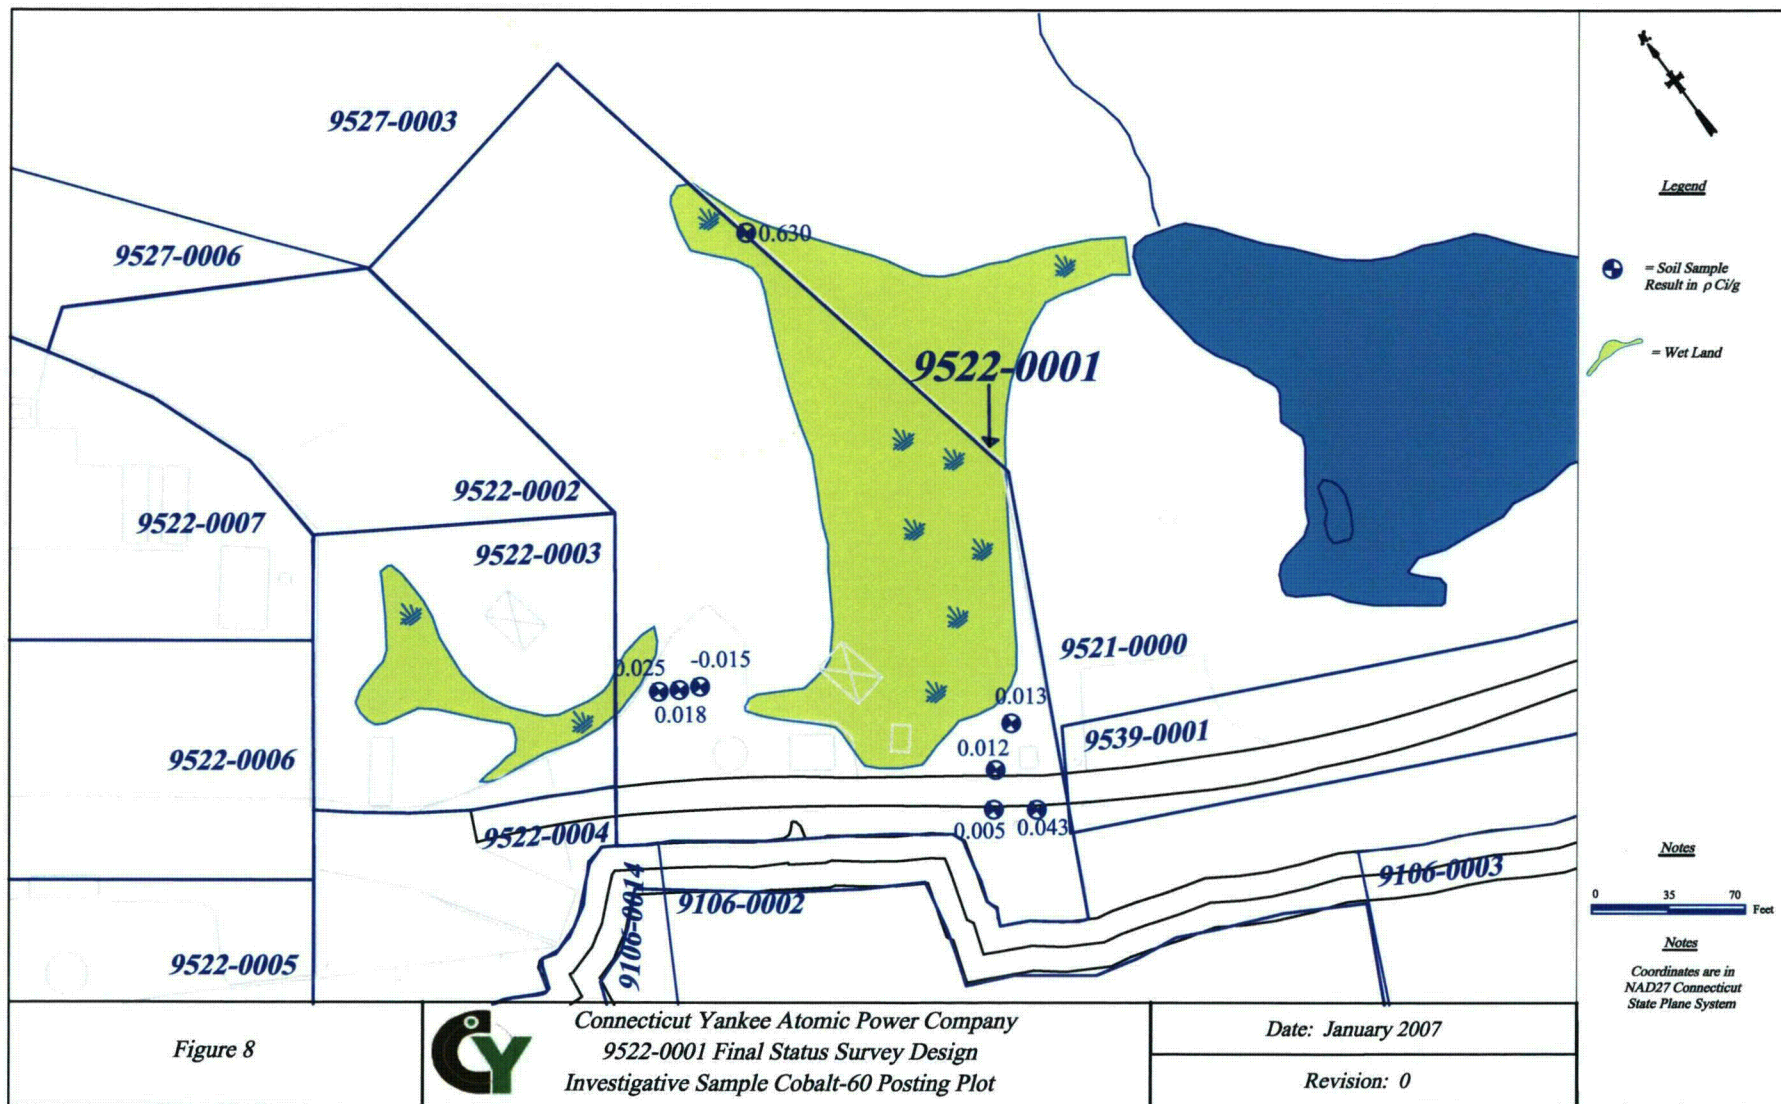 9527-0003
Legend
0.630
9527-0006
= Soil Sample
Result in ρ Ci/g
= Wet Land
9522-0001
9522-0002
9522-0007
9522-0003
9521-0000
0.025
-0.015
0.018
0.013
9539-0001
0.012
9522-0006
0.005
0.043
9522-0004
9106-0014
9106-0002
9106-0003
9522-0005
Notes
0 35 70
Feet
Notes
Coordinates are in
NAD27 Connecticut
State Plane System
Figure 8
CY
Connecticut Yankee Atomic Power Company
9522-0001 Final Status Survey Design
Investigative Sample Cobalt-60 Posting Plot
Date: January 2007
Revision: 0